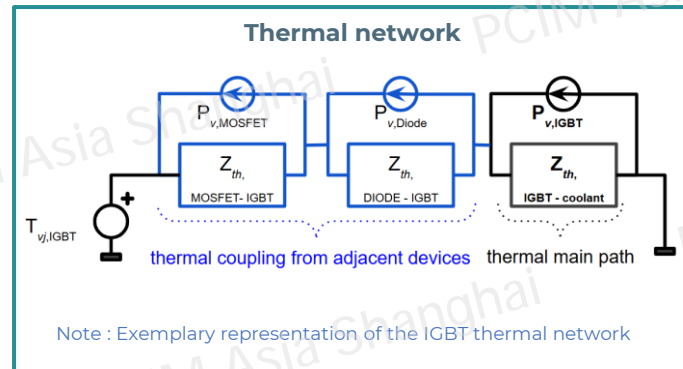 Thermal network
PCIM Asia
Asia Shanghai
P v,MOSFET
P v,Diode
P v,IGBT
Z th,
MOSFET- IGBT
Z th,
DIODE - IGBT
Z th,
IGBT - coolant
+
T vj,IGBT
thermal coupling from adjacent devices
thermal main path
Note : Exemplary representation of the IGBT thermal network
PCIM Asia Shanghai